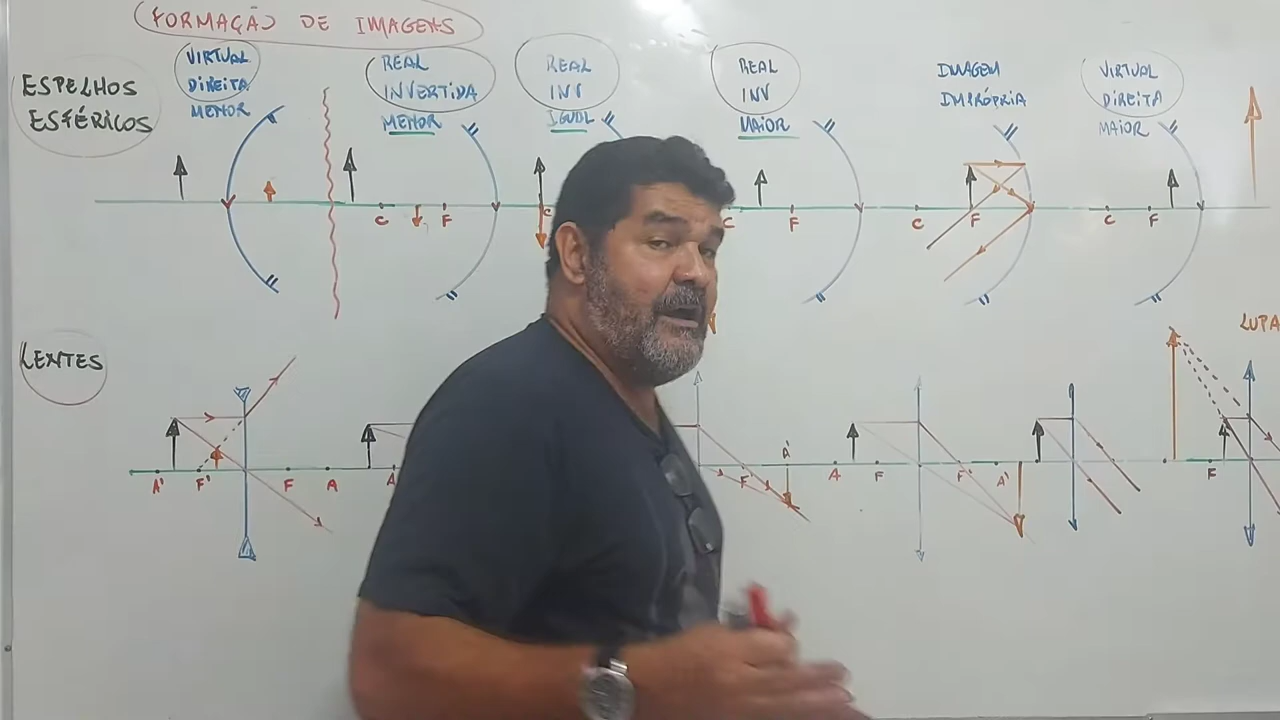 FORMAÇÃO DE IMAGENS
ESPELHOS
ESFÉRICOS
VIRTUAL
DIREITA
MENOR
REAL
INVERTIDA
MENOR
REAL
INV
IGUAL
REAL
INV
MAIOR
IMAGEM
IMPRÓPRIA
VIRTUAL
DIREITA
MAIOR
C F
C
C F
C F
C F
LENTES
LUPA
A' F' F A
A
F' A'
A F F' A'
F